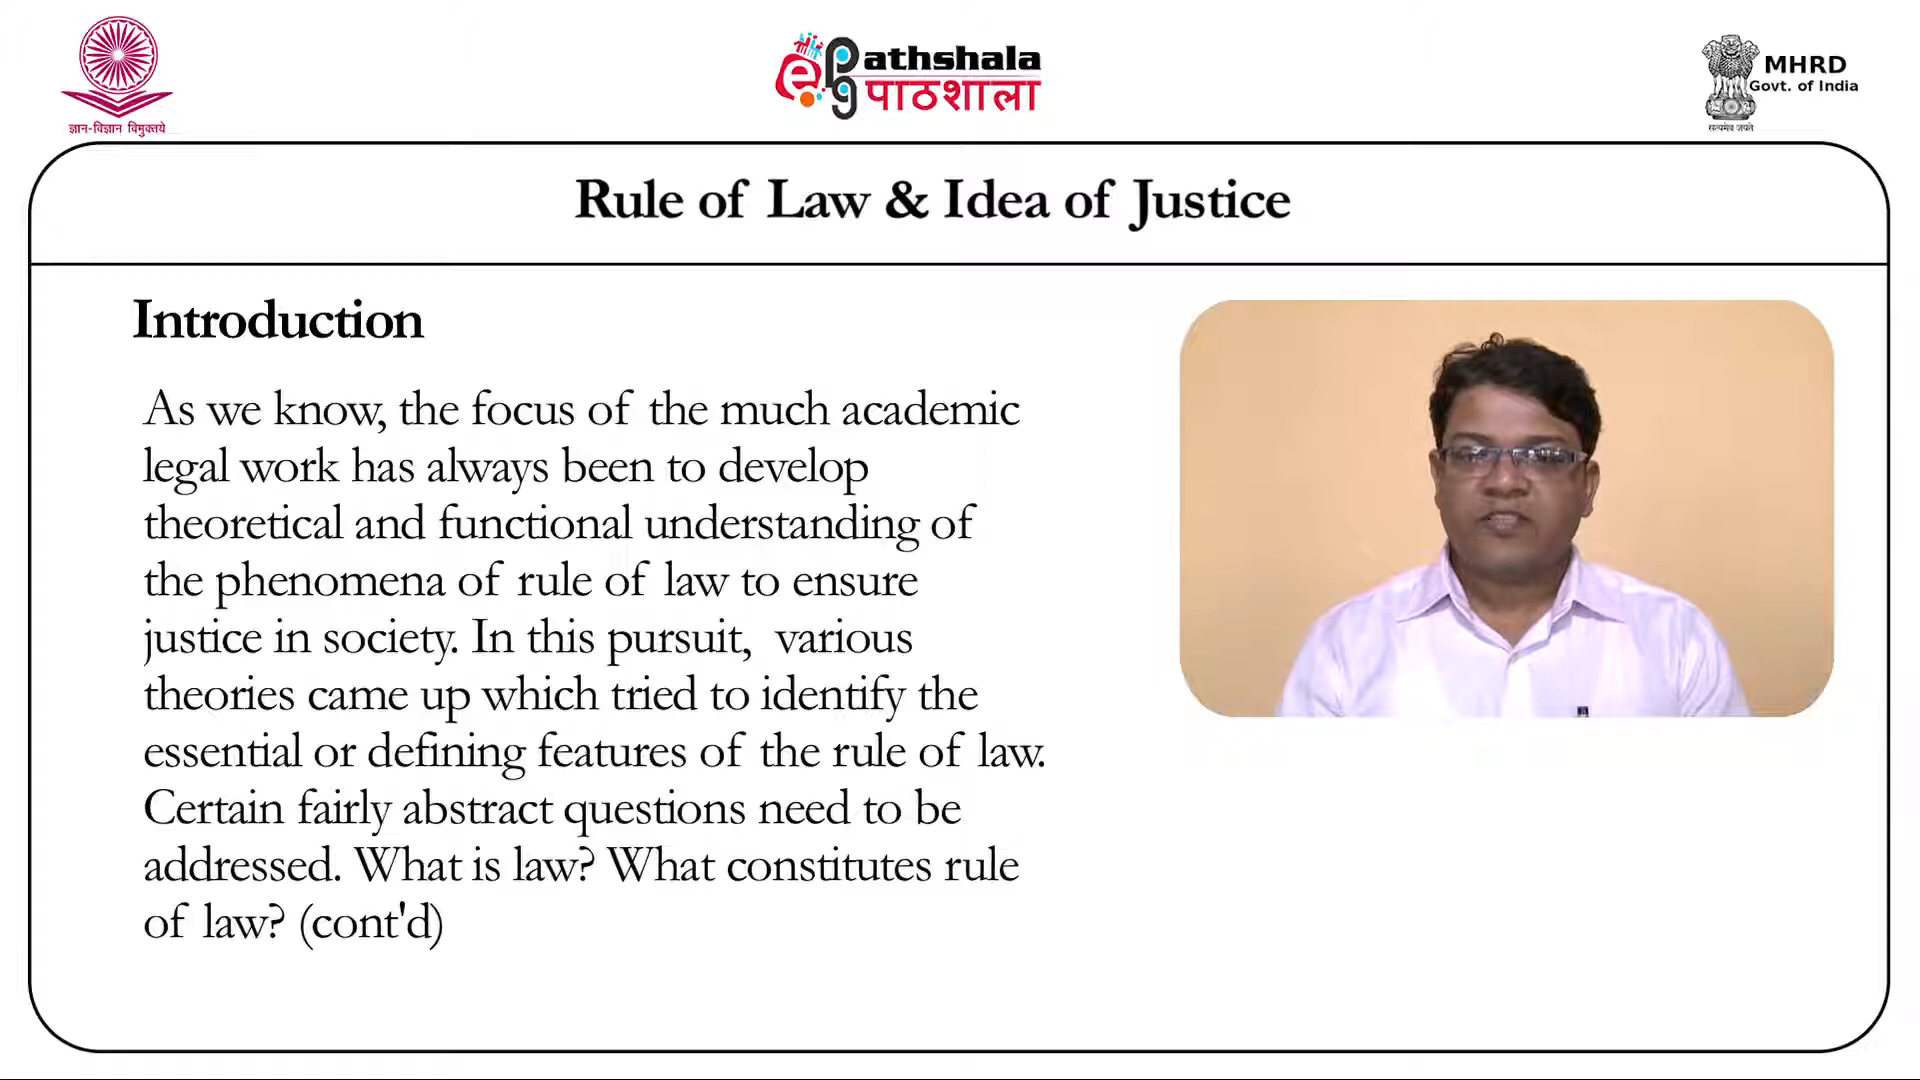 ज्ञान-विज्ञान विमुक्तये
ePathshala
पाठशाला
MHRD
Govt. of India
सत्यमेव जयते
Rule of Law & Idea of Justice
Introduction
As we know, the focus of the much academic
legal work has always been to develop
theoretical and functional understanding of
the phenomena of rule of law to ensure
justice in society. In this pursuit, various
theories came up which tried to identify the
essential or defining features of the rule of law.
Certain fairly abstract questions need to be
addressed. What is law? What constitutes rule
of law? (cont'd)